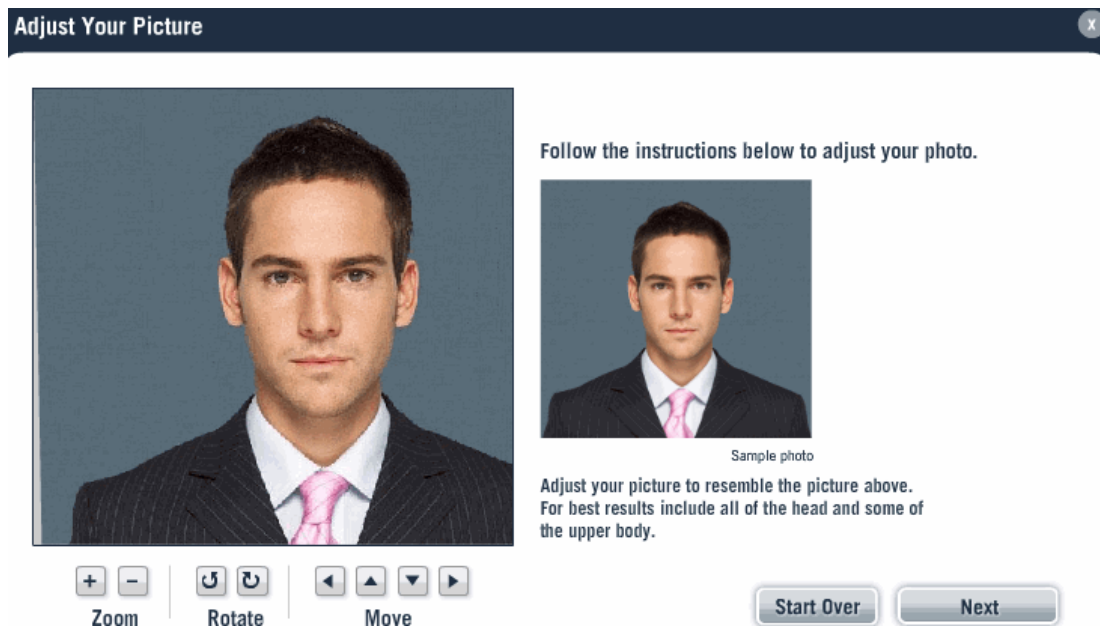 Adjust Your Picture
x
Follow the instructions below to adjust your photo.
Sample photo
Adjust your picture to resemble the picture above.
For best results include all of the head and some of
the upper body.
+ −
Zoom
Rotate
Move
Start Over
Next